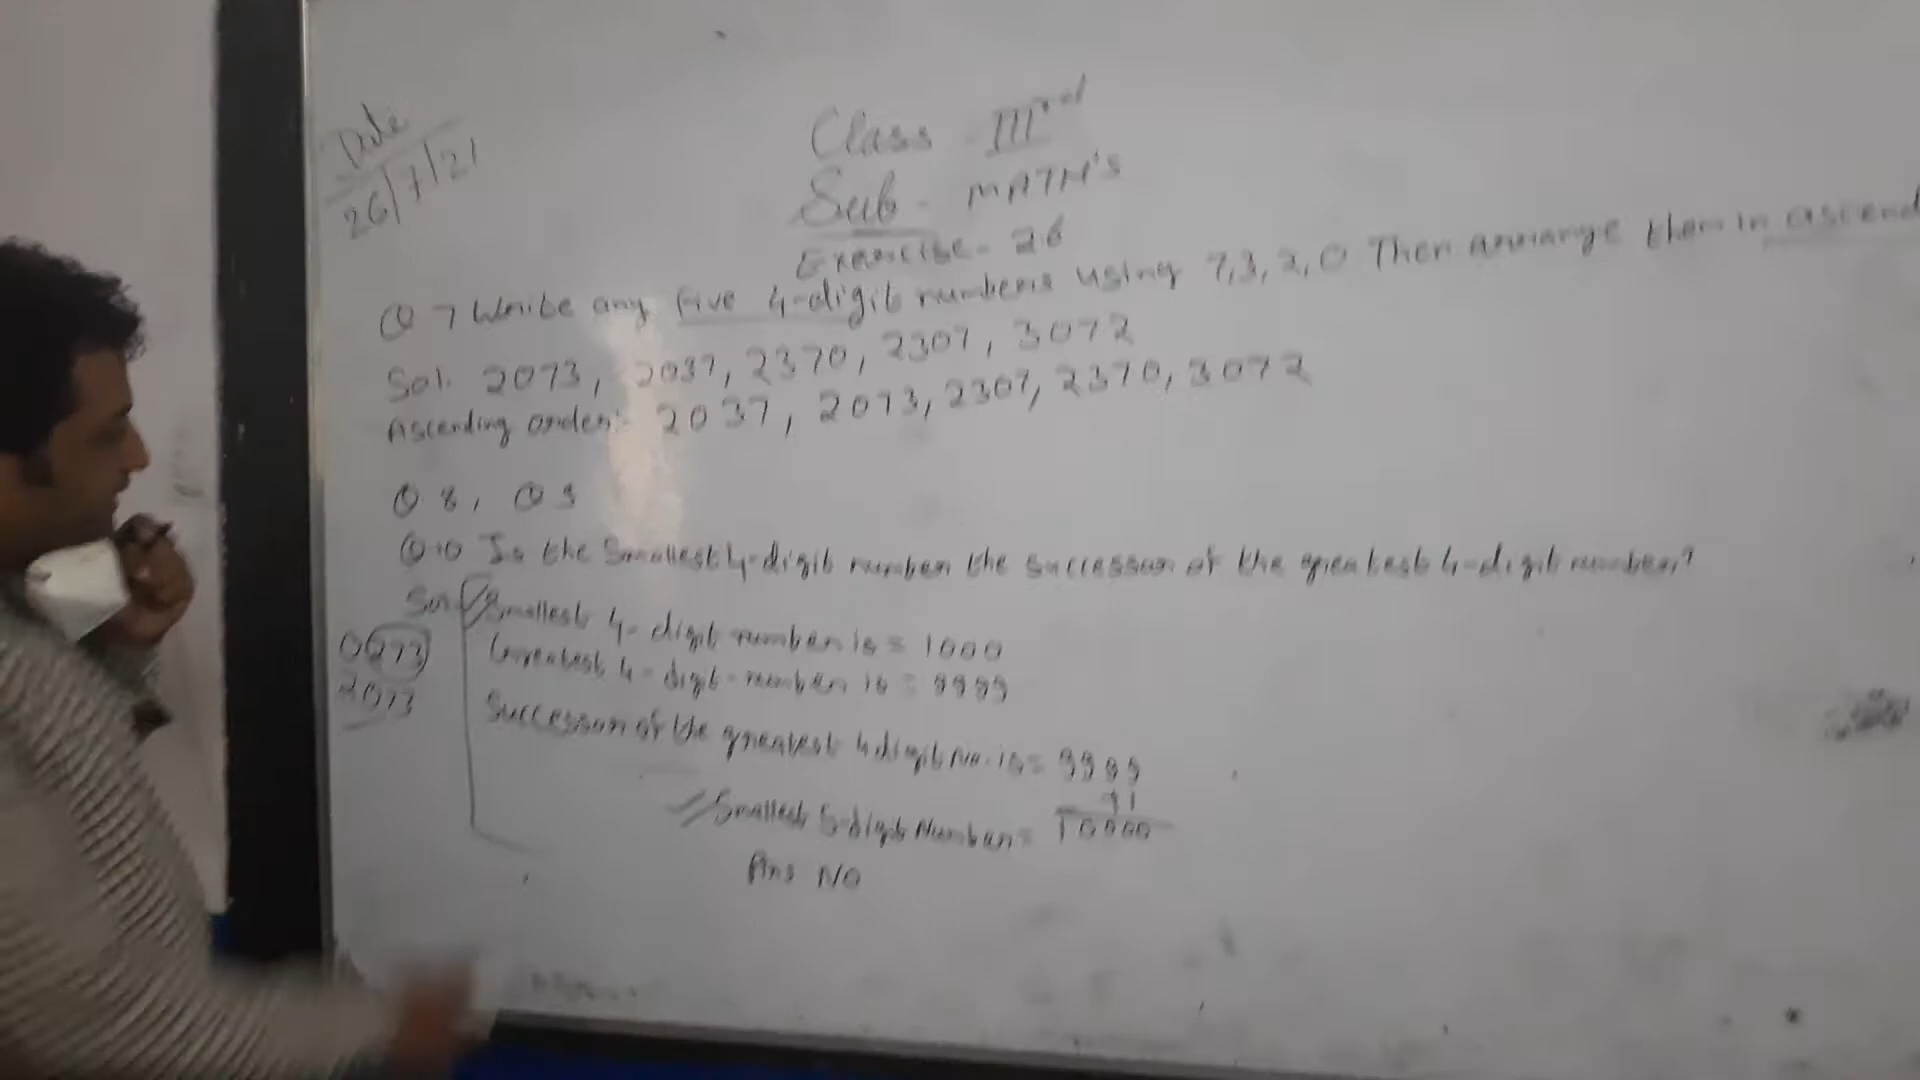 Date
26/7/21
Class III rd
Sub - MATH's
Exercise - 2.6
Q 7 Write any five 4-digit numbers using 7,3,2,0 Then arrange them in ascend
Sol. 2073, 2037, 2370, 2307, 3072
Ascending order:- 2037, 2073, 2307, 2370, 3072
Q 8, Q 9
Q.10 Is the smallest 4-digit number the successor of the greatest 4-digit number?
Sol. Smallest 4-digit number is = 1000
Greatest 4-digit-number is = 9999
Successor of the greatest 4 digit No. is = 9999
+1
Smallest 5-digit Number = 10000
Ans No
0273
2073